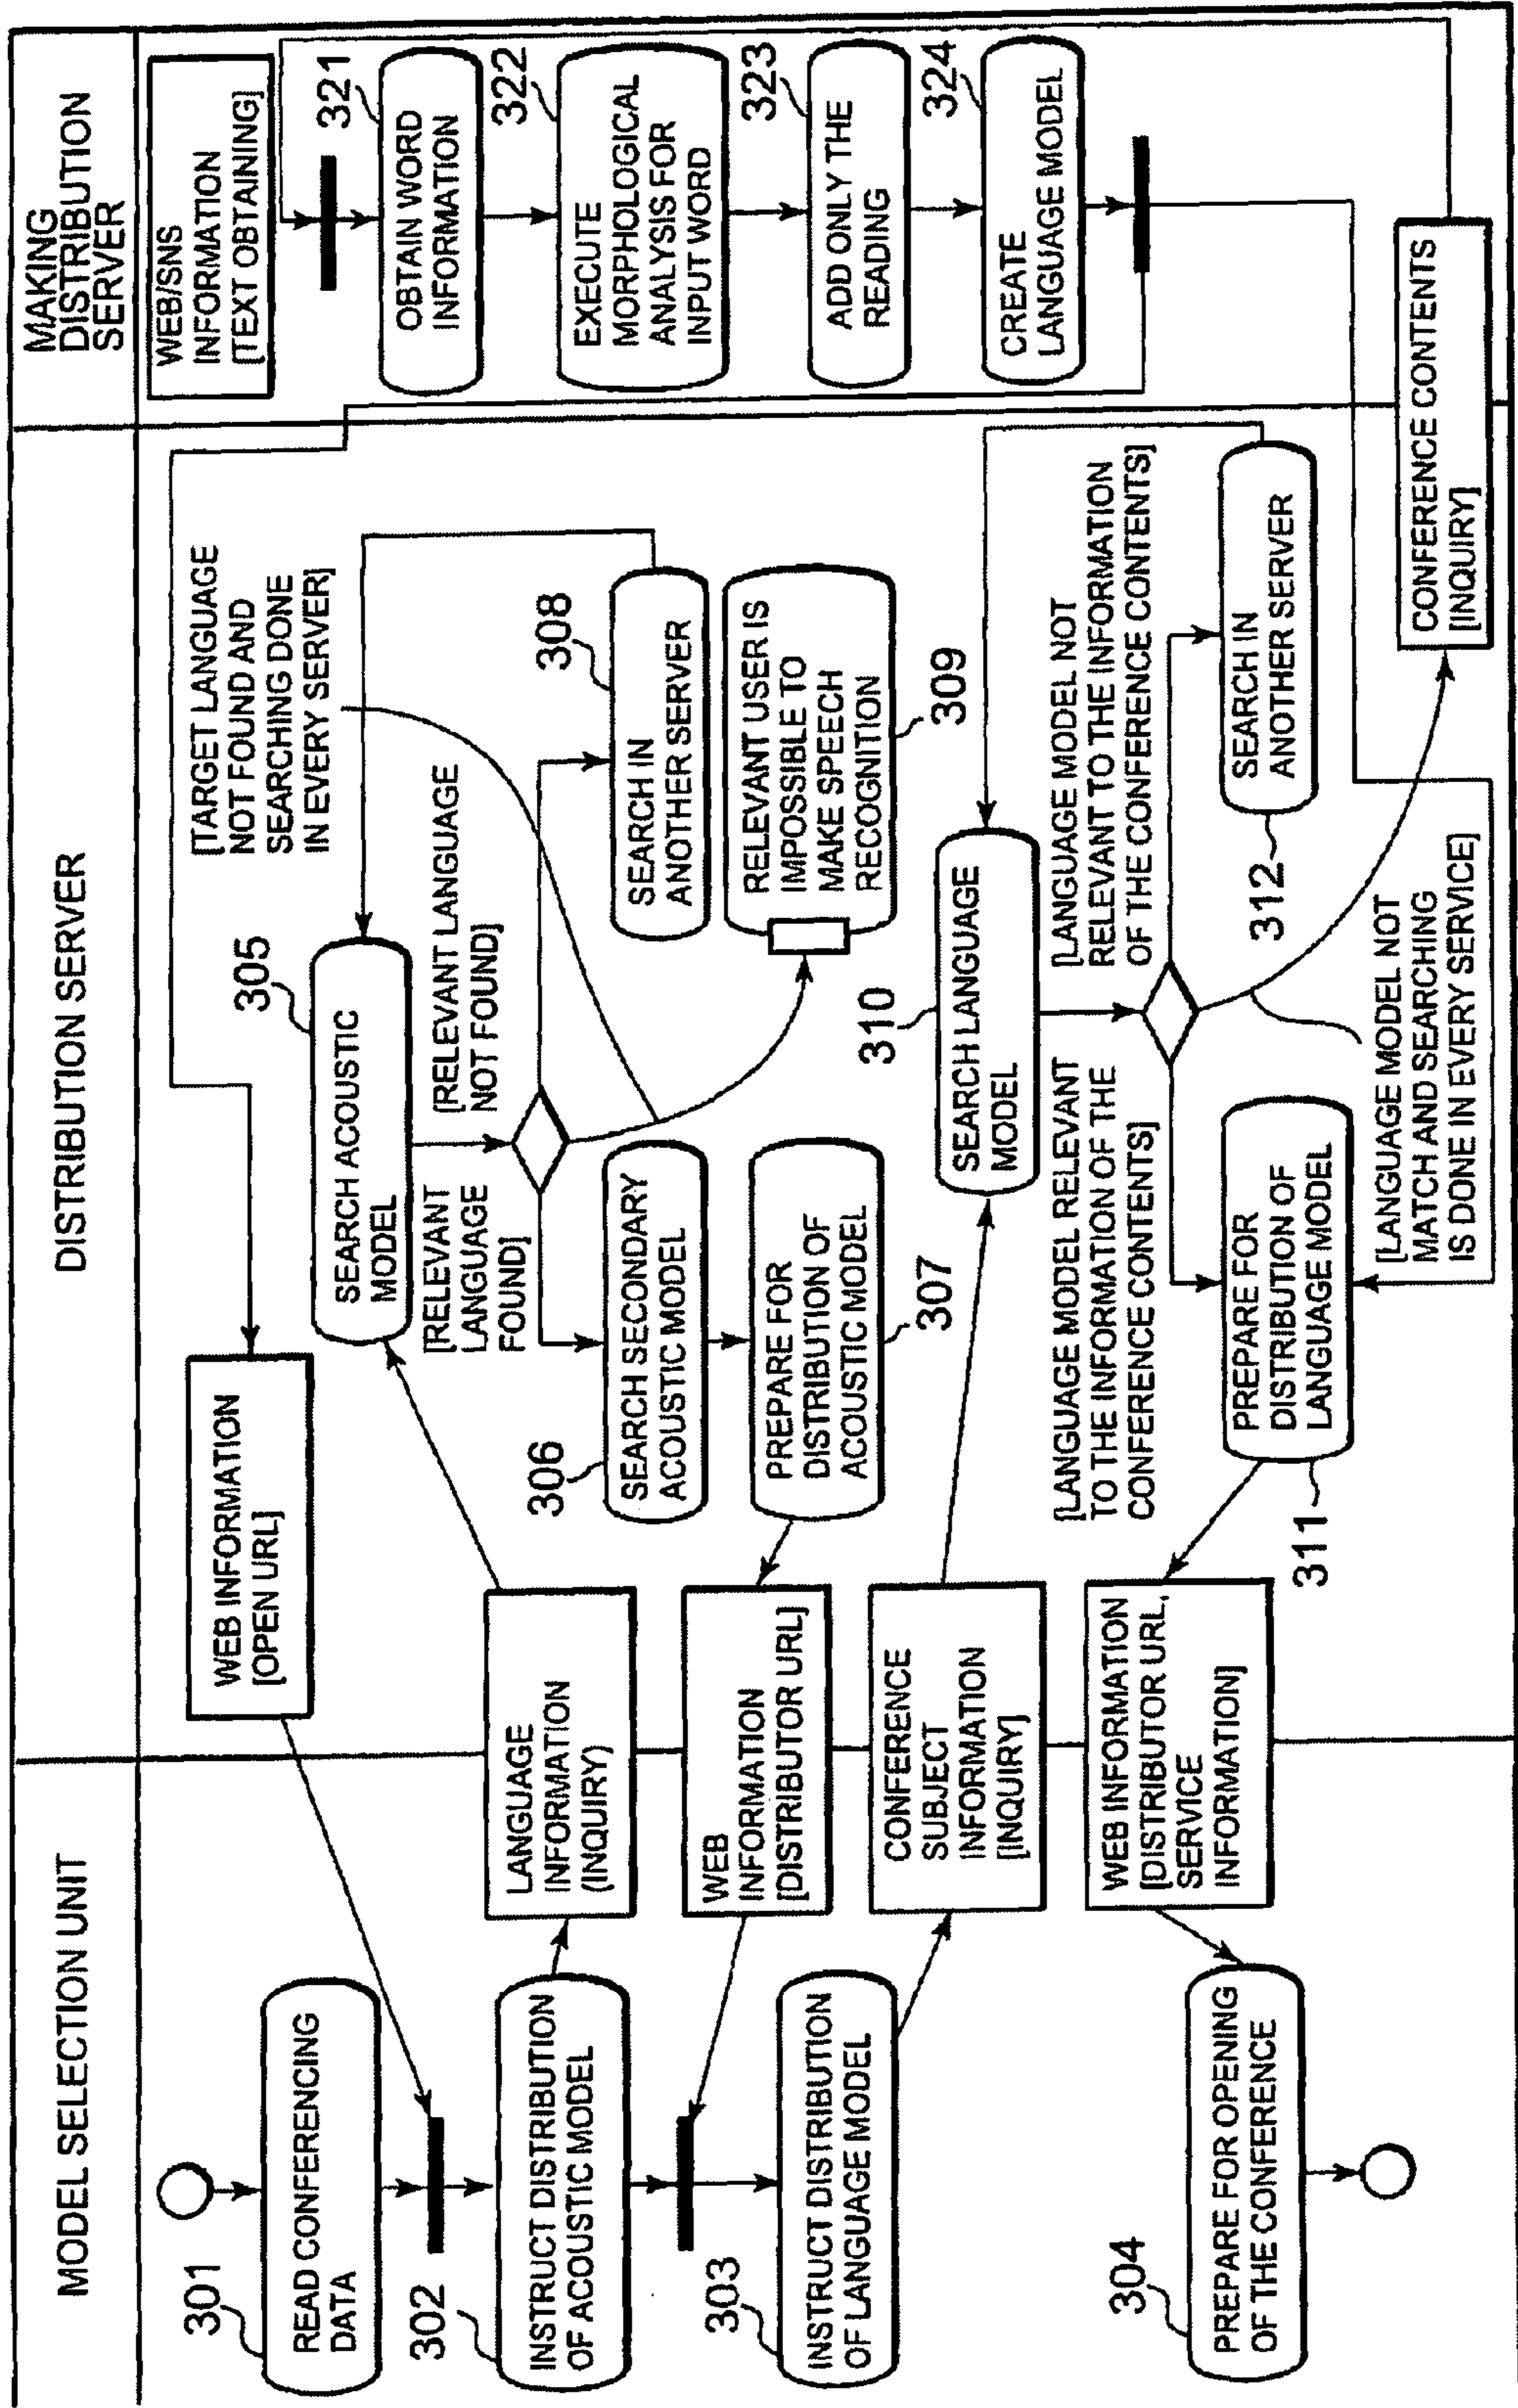 MODEL SELECTION UNIT
DISTRIBUTION SERVER
MAKING
DISTRIBUTION
SERVER
301
READ CONFERENCING
DATA
302
INSTRUCT DISTRIBUTION
OF ACOUSTIC MODEL
303
INSTRUCT DISTRIBUTION
OF LANGUAGE MODEL
304
PREPARE FOR OPENING
OF THE CONFERENCE
WEB INFORMATION
[OPEN URL]
LANGUAGE
INFORMATION
(INQUIRY)
WEB
INFORMATION
[DISTRIBUTOR URL]
CONFERENCE
SUBJECT
INFORMATION
[INQUIRY]
WEB INFORMATION
[DISTRIBUTOR URL,
SERVICE
INFORMATION]
[TARGET LANGUAGE
NOT FOUND AND
SEARCHING DONE
IN EVERY SERVER]
305
SEARCH ACOUSTIC
MODEL
[RELEVANT
LANGUAGE
FOUND]
[RELEVANT LANGUAGE
NOT FOUND]
306
SEARCH SECONDARY
ACOUSTIC MODEL
PREPARE FOR
DISTRIBUTION OF
ACOUSTIC MODEL
307
308
SEARCH IN
ANOTHER SERVER
RELEVANT USER IS
IMPOSSIBLE TO
MAKE SPEECH
RECOGNITION
309
310
SEARCH LANGUAGE
MODEL
[LANGUAGE MODEL RELEVANT
TO THE INFORMATION OF THE
CONFERENCE CONTENTS]
[LANGUAGE MODEL NOT
RELEVANT TO THE INFORMATION
OF THE CONFERENCE CONTENTS]
PREPARE FOR
DISTRIBUTION OF
LANGUAGE MODEL
311
SEARCH IN
ANOTHER SERVER
312
[LANGUAGE MODEL NOT
MATCH AND SEARCHING
IS DONE IN EVERY SERVICE]
CONFERENCE CONTENTS
[INQUIRY]
WEB/SNS
INFORMATION
[TEXT OBTAINING]
321
OBTAIN WORD
INFORMATION
322
EXECUTE
MORPHOLOGICAL
ANALYSIS FOR
INPUT WORD
323
ADD ONLY THE
READING
324
CREATE
LANGUAGE MODEL